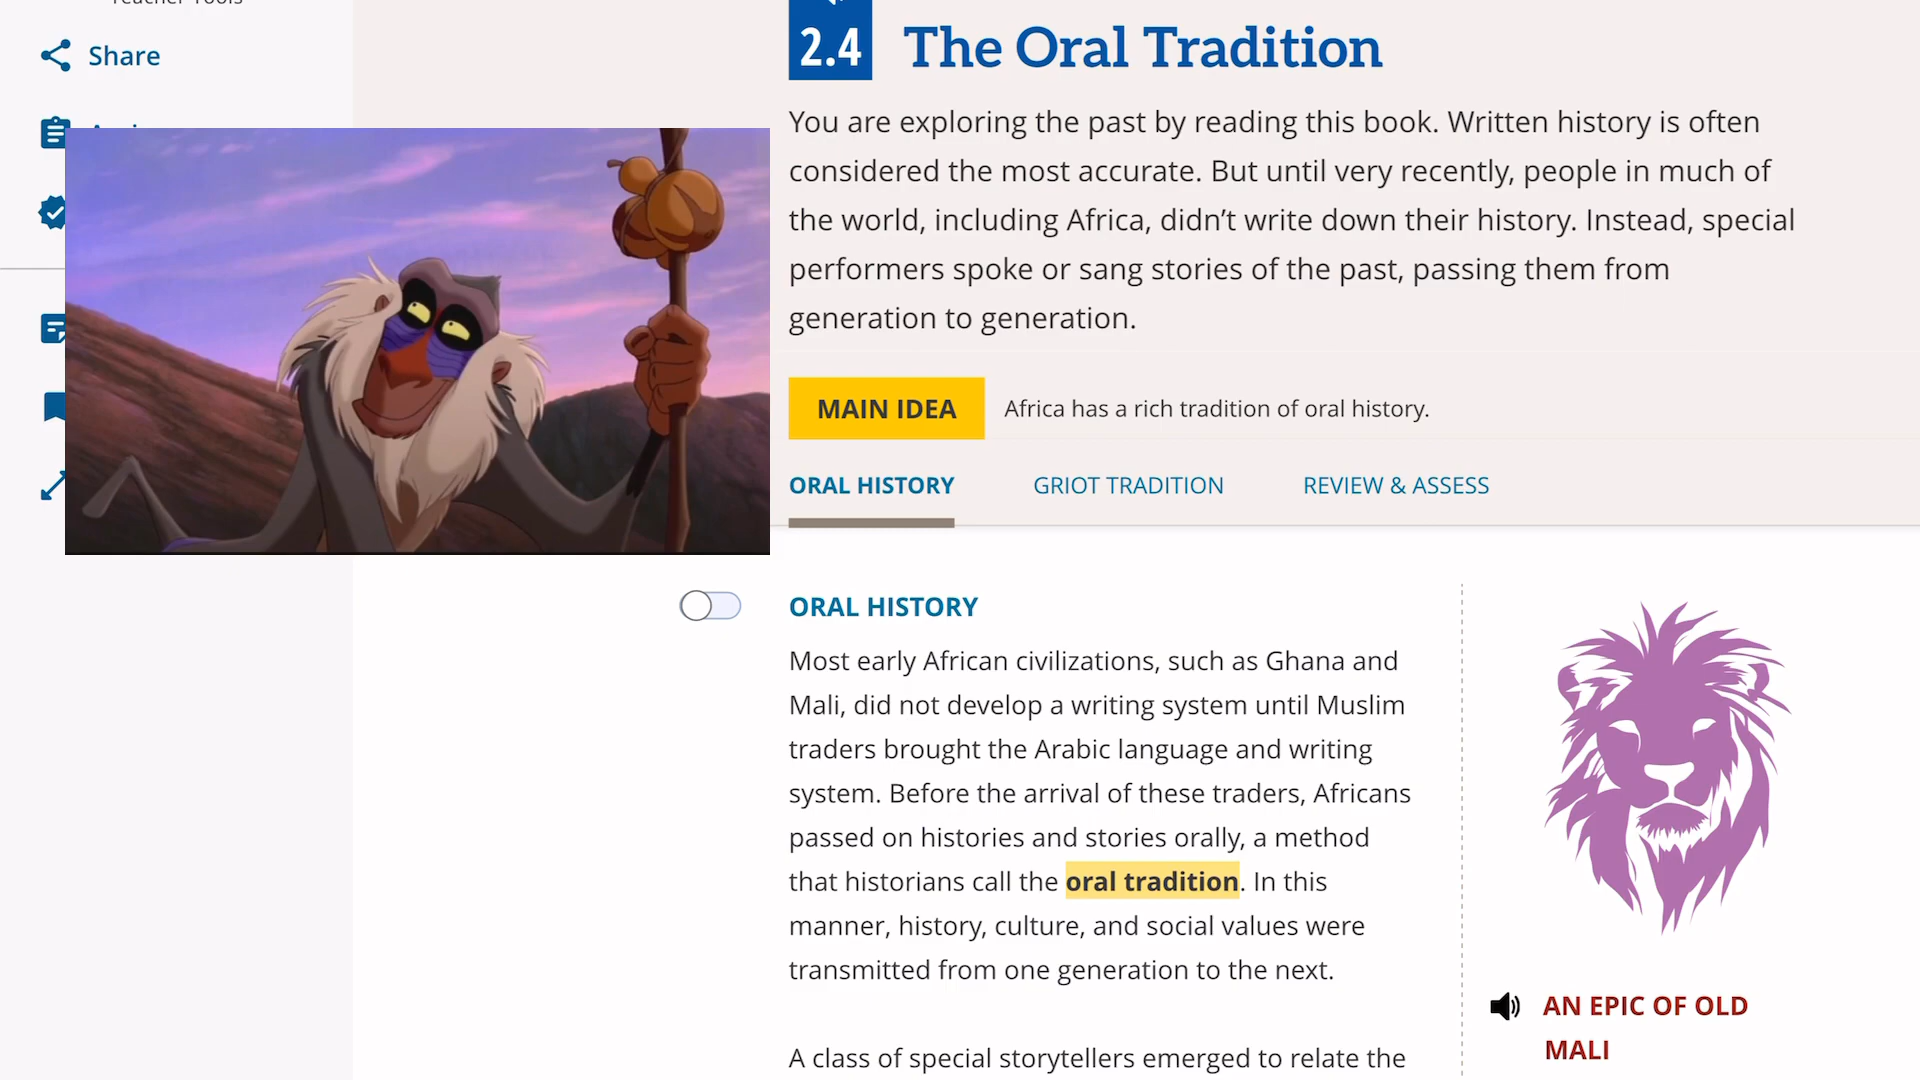 Share
2.4 The Oral Tradition
You are exploring the past by reading this book. Written history is often
considered the most accurate. But until very recently, people in much of
the world, including Africa, didn’t write down their history. Instead, special
performers spoke or sang stories of the past, passing them from
generation to generation.
MAIN IDEA Africa has a rich tradition of oral history.
ORAL HISTORY GRIOT TRADITION REVIEW & ASSESS
ORAL HISTORY
Most early African civilizations, such as Ghana and
Mali, did not develop a writing system until Muslim
traders brought the Arabic language and writing
system. Before the arrival of these traders, Africans
passed on histories and stories orally, a method
that historians call the oral tradition. In this
manner, history, culture, and social values were
transmitted from one generation to the next.
A class of special storytellers emerged to relate the
AN EPIC OF OLD
MALI